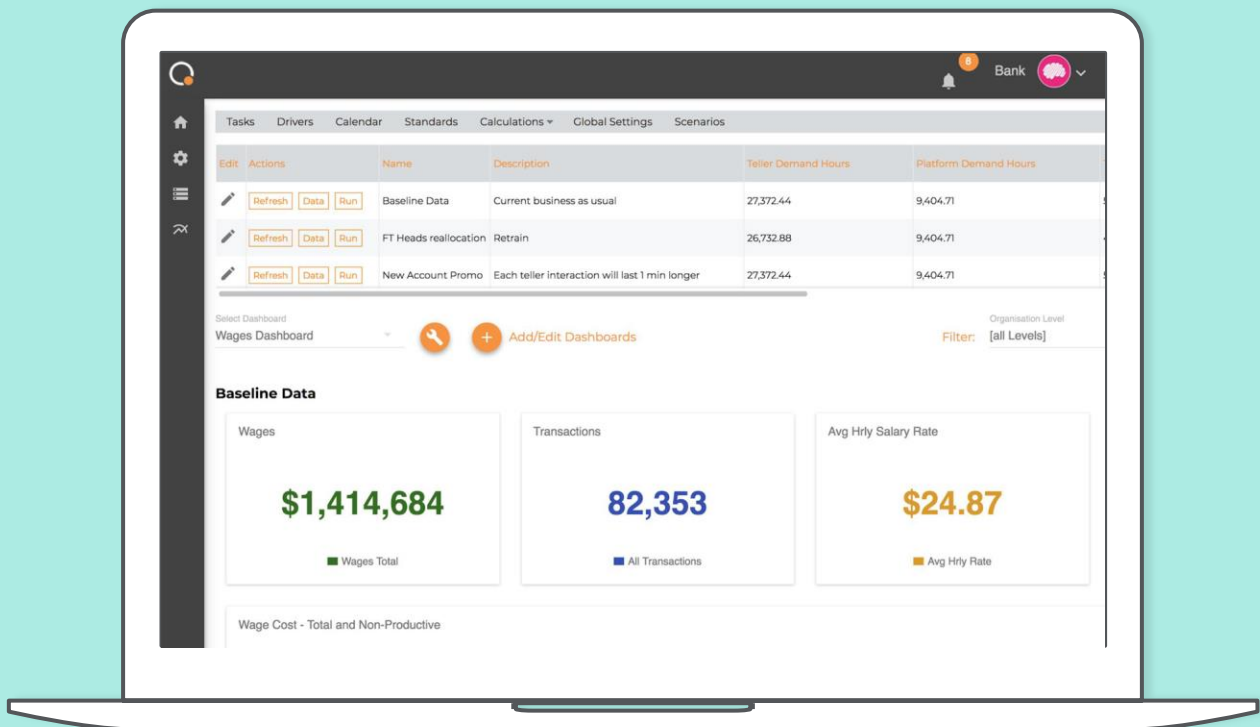 8
Bank
Tasks Drivers Calendar Standards Calculations Global Settings Scenarios
Edit Actions Name Description Teller Demand Hours Platform Demand Hours
Refresh Data Run Baseline Data Current business as usual 27,372.44 9,404.71
Refresh Data Run FT Heads reallocation Retrain 26,732.88 9,404.71
Refresh Data Run New Account Promo Each teller interaction will last 1 min longer 27,372.44 9,404.71
Select Dashboard Organisation Level
Wages Dashboard + Add/Edit Dashboards Filter: [all Levels]
Baseline Data
Wages Transactions Avg Hrly Salary Rate
$1,414,684 82,353 $24.87
Wages Total All Transactions Avg Hrly Rate
Wage Cost - Total and Non-Productive